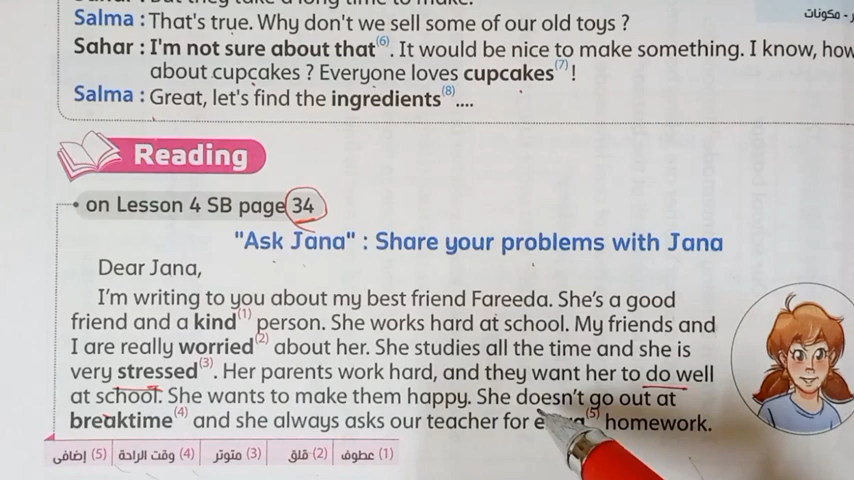 Salma : That's true. Why don't we sell some of our old toys ?
Sahar : I'm not sure about that(6). It would be nice to make something. I know, how
about cupcakes ? Everyone loves cupcakes(7)!
Salma : Great, let's find the ingredients(8)....
ر - مكونات
Reading
on Lesson 4 SB page 34
"Ask Jana" : Share your problems with Jana
Dear Jana,
I'm writing to you about my best friend Fareeda. She's a good
friend and a kind(1) person. She works hard at school. My friends and
I are really worried(2) about her. She studies all the time and she is
very stressed(3). Her parents work hard, and they want her to do well
at school. She wants to make them happy. She doesn't go out at
breaktime(4) and she always asks our teacher for (5) homework.
(1) عطوف (2) قلق (3) متوتر (4) وقت الراحة (5) إضافى